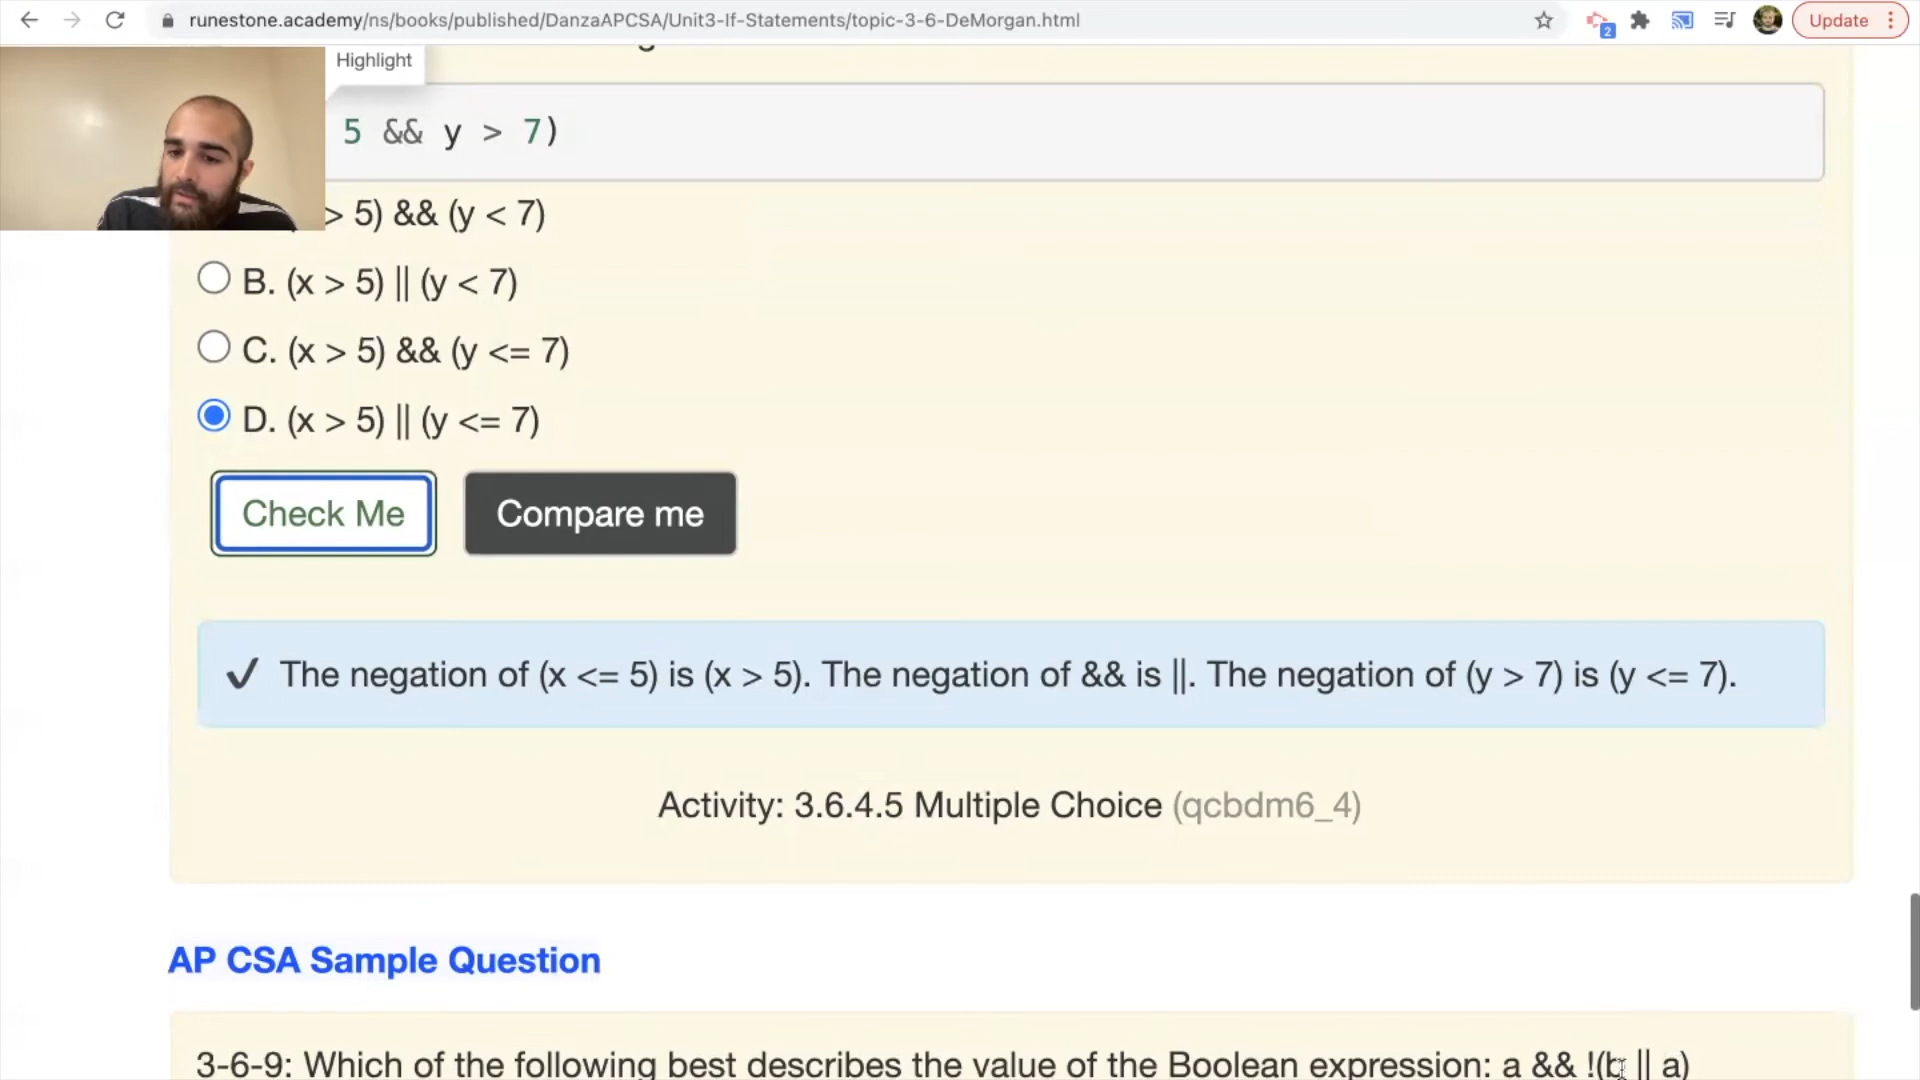 runestone.academy/ns/books/published/DanzaAPCSA/Unit3-If-Statements/topic-3-6-DeMorgan.html
2
Update
Highlight
5 && y > 7)
> 5) && (y < 7)
B. (x > 5) || (y < 7)
C. (x > 5) && (y <= 7)
D. (x > 5) || (y <= 7)
Check Me
Compare me
✓ The negation of (x <= 5) is (x > 5). The negation of && is ||. The negation of (y > 7) is (y <= 7).
Activity: 3.6.4.5 Multiple Choice (qcbdm6_4)
AP CSA Sample Question
3-6-9: Which of the following best describes the value of the Boolean expression: a && !(b || a)